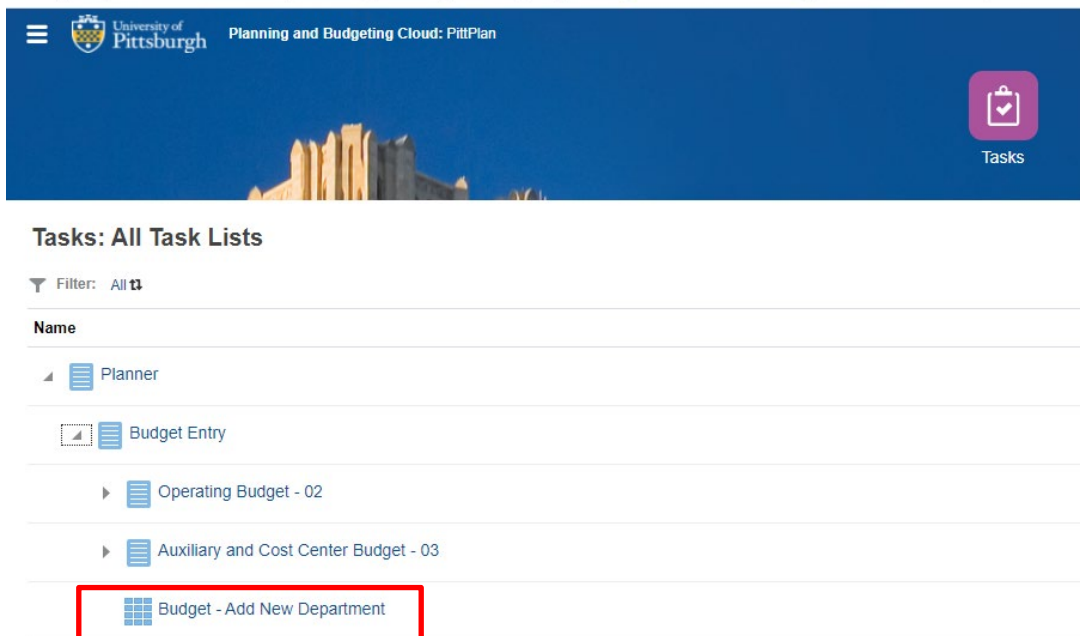 University of
Pittsburgh
Planning and Budgeting Cloud: PittPlan
Tasks
Tasks: All Task Lists
Filter: All
Name
Planner
Budget Entry
Operating Budget - 02
Auxiliary and Cost Center Budget - 03
Budget - Add New Department